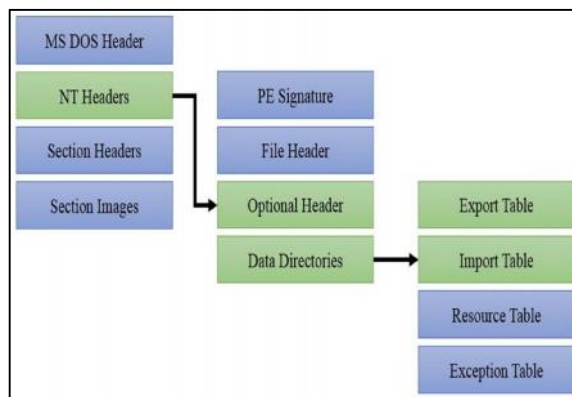 MS DOS Header
NT Headers
Section Headers
Section Images
PE Signature
File Header
Optional Header
Data Directories
Export Table
Import Table
Resource Table
Exception Table